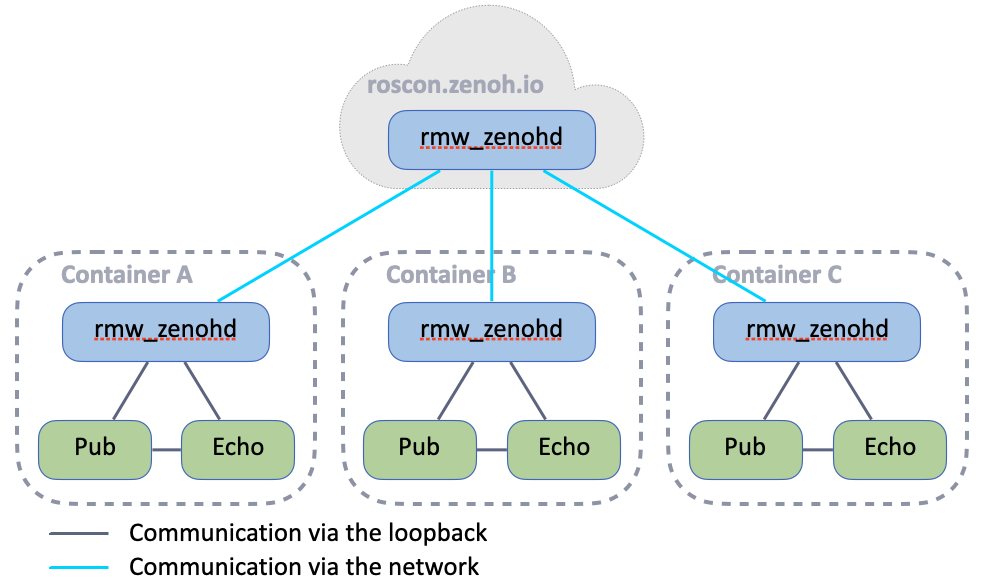 roscon.zenoh.io
rmw_zenohd
Container A
Container B
Container C
rmw_zenohd
rmw_zenohd
rmw_zenohd
Pub
Echo
Pub
Echo
Pub
Echo
Communication via the loopback
Communication via the network